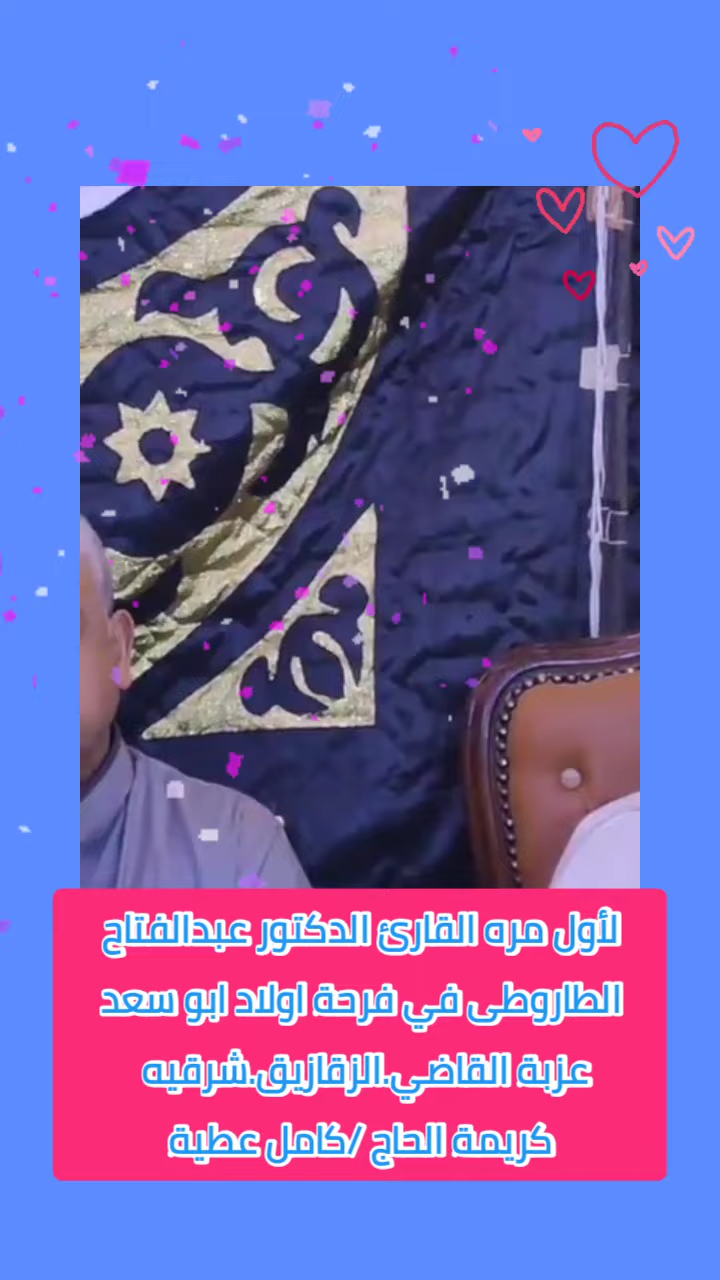 لأول مره القارئ الدكتور عبدالفتاح
الطاروطى في فرحة اولاد ابو سعد
عزبة القاضي.الزقازيق.شرقيه
كريمة الحاج /كامل عطية